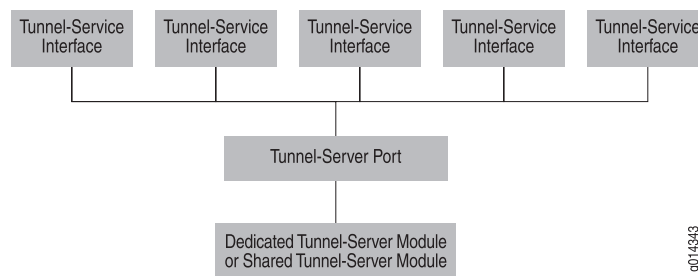 Tunnel-Service
Interface
Tunnel-Service
Interface
Tunnel-Service
Interface
Tunnel-Service
Interface
Tunnel-Service
Interface
Tunnel-Server Port
Dedicated Tunnel-Server Module
or Shared Tunnel-Server Module
g014343